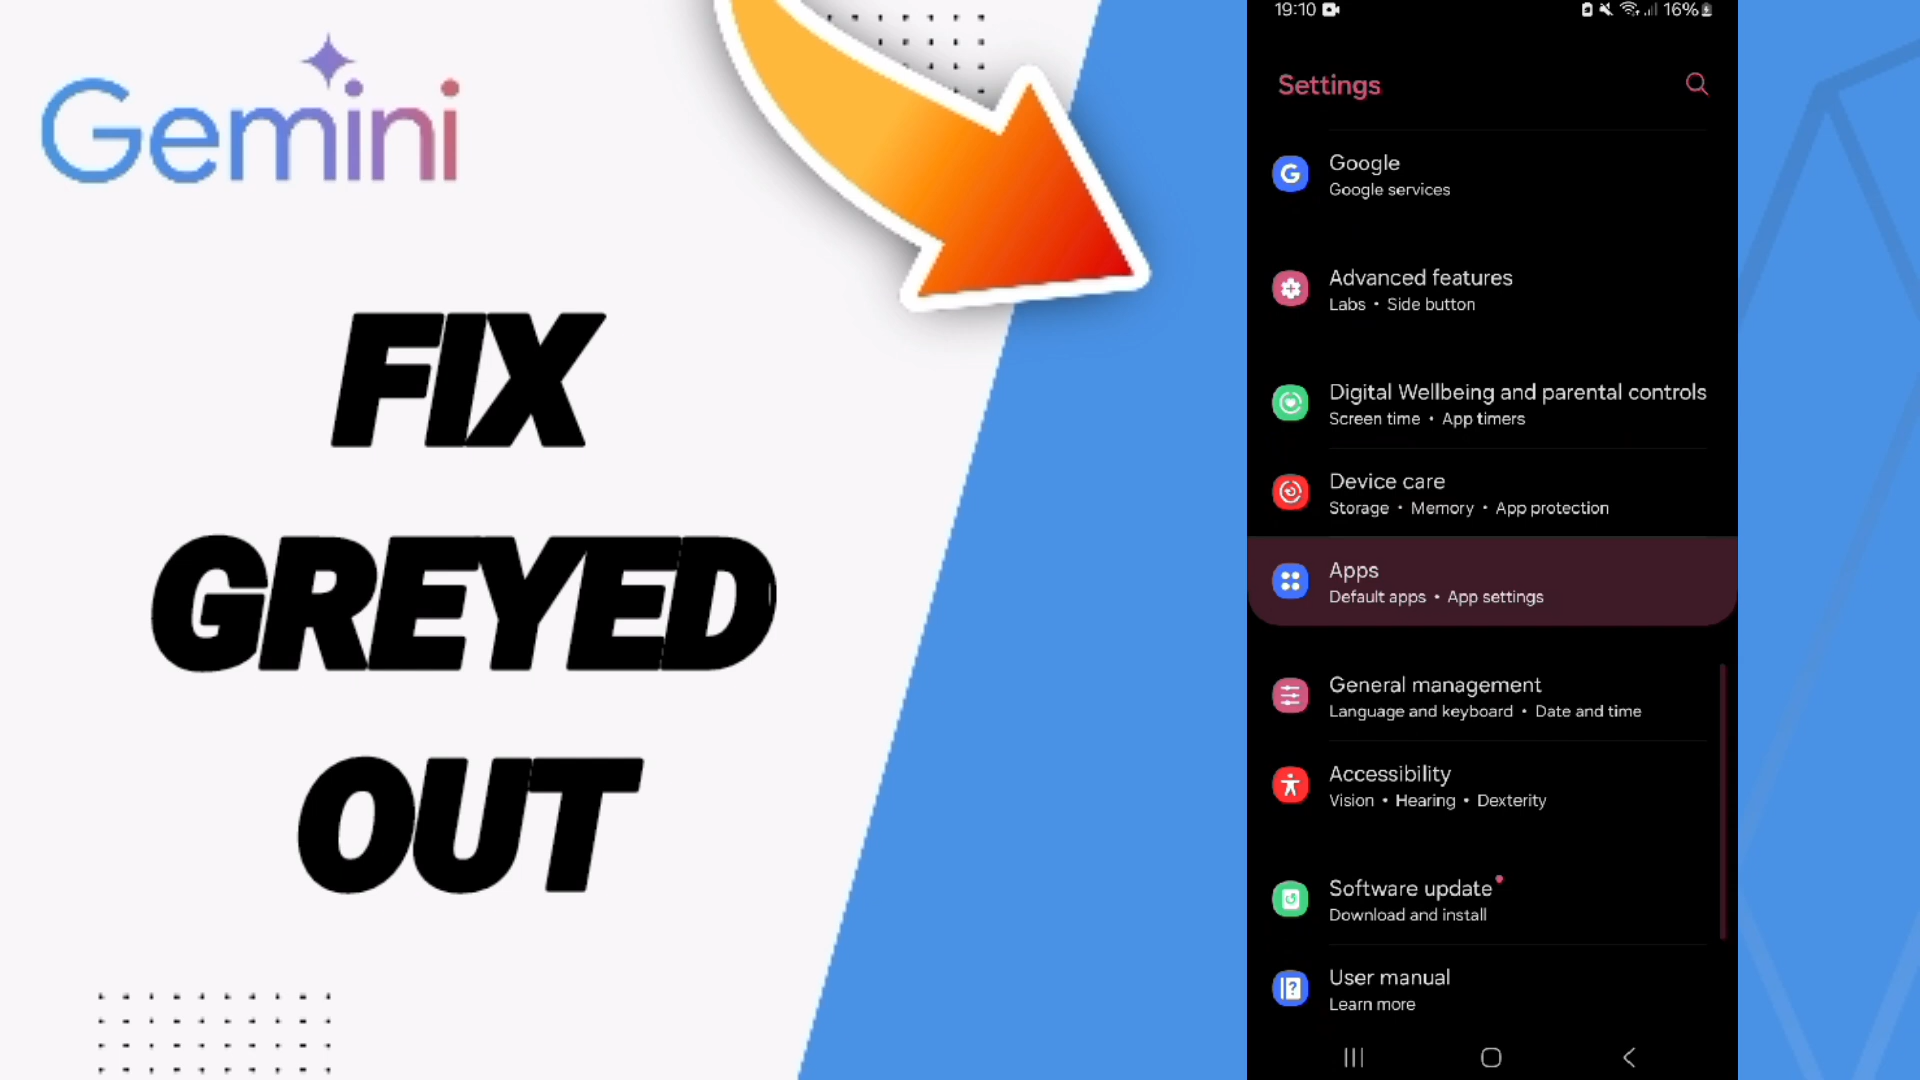 Gemini
FIX
GREYED
OUT
19:10
16%
Settings
Google
Google services
Advanced features
Labs • Side button
Digital Wellbeing and parental controls
Screen time • App timers
Device care
Storage • Memory • App protection
Apps
Default apps • App settings
General management
Language and keyboard • Date and time
Accessibility
Vision • Hearing • Dexterity
Software update
Download and install
User manual
Learn more